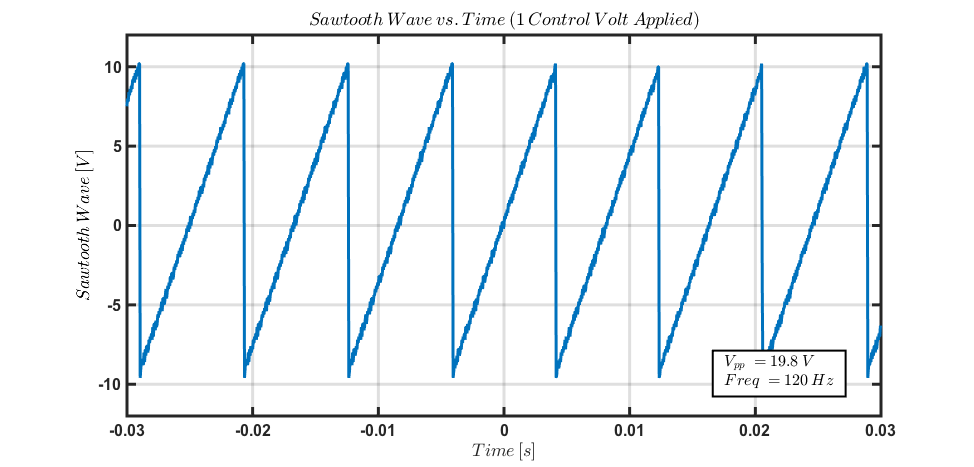 Sawtooth Wave vs. Time (1 Control Volt Applied)
10
5
0
-5
-10
Sawtooth Wave [V]
V_pp = 19.8 V
Freq = 120 Hz
-0.03 -0.02 -0.01 0 0.01 0.02 0.03
Time [s]